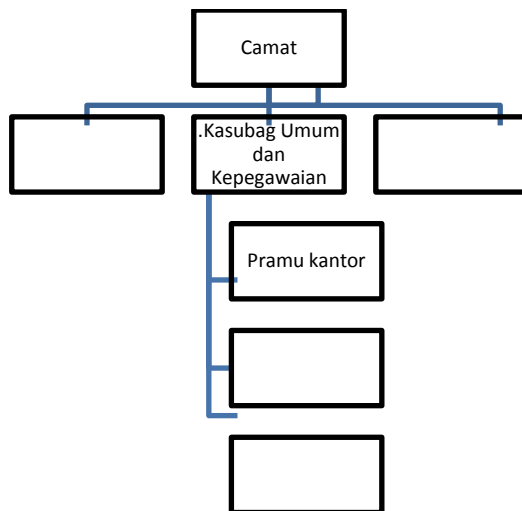 Camat
.Kasubag Umum
dan
Kepegawaian
Pramu kantor